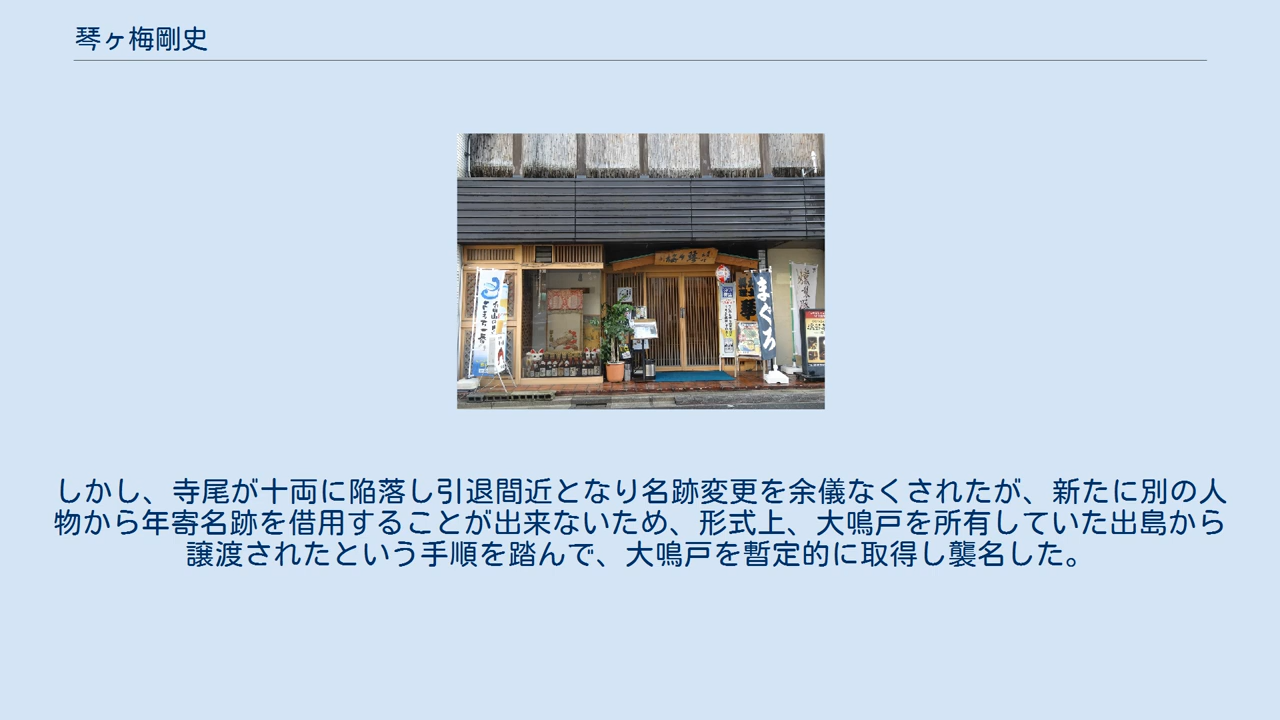 琴ヶ梅剛史
まぐろ
しかし、寺尾が十両に陥落し引退間近となり名跡変更を余儀なくされたが、新たに別の人
物から年寄名跡を借用することが出来ないため、形式上、大鳴戸を所有していた出島から
譲渡されたという手順を踏んで、大鳴戸を暫定的に取得し襲名した。